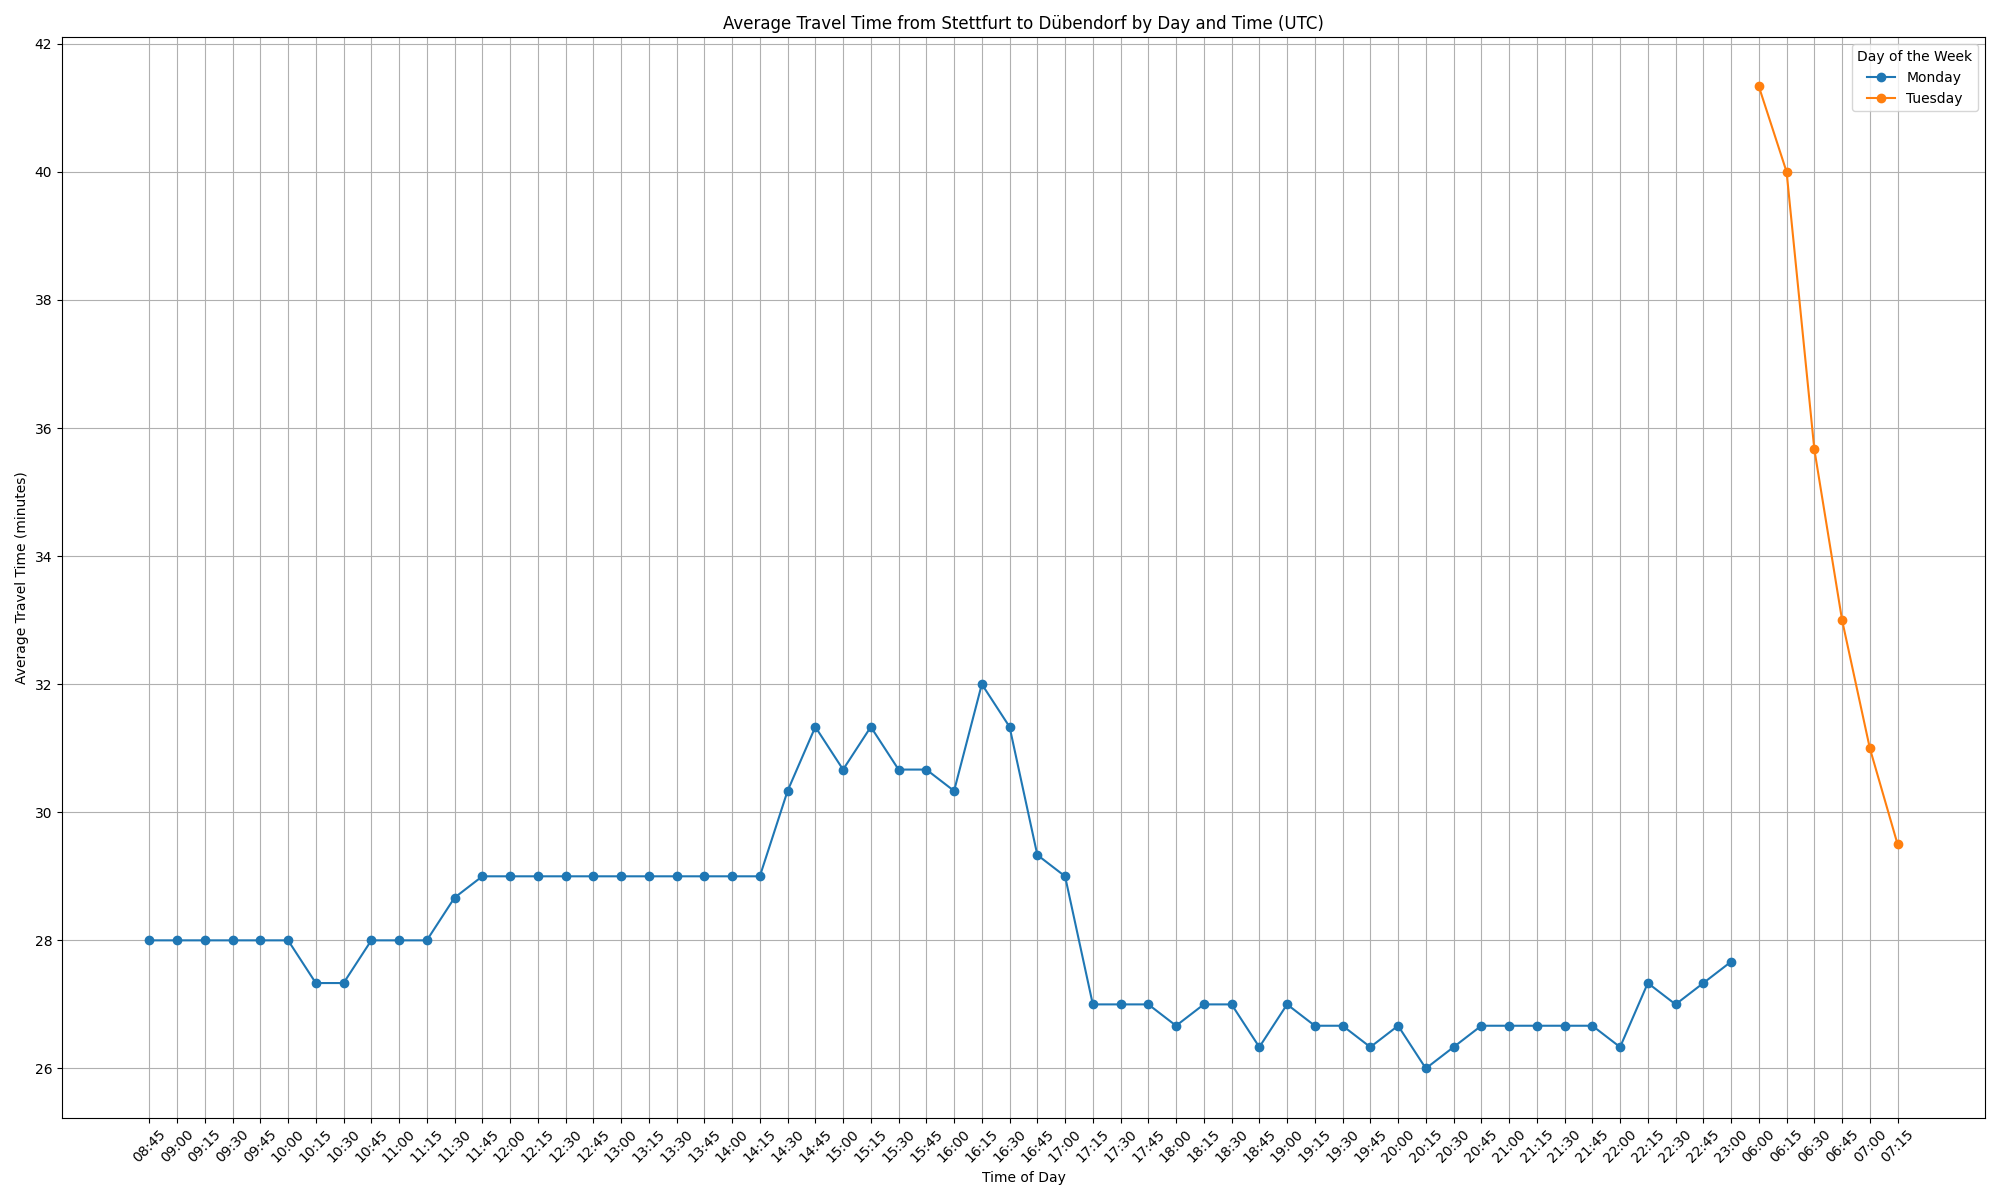 Average Travel Time from Stettfurt to Dübendorf by Day and Time (UTC)
Day of the Week
Monday
Tuesday
Average Travel Time (minutes)
42
40
38
36
34
32
30
28
26
08:45 09:00 09:15 09:30 09:45 10:00 10:15 10:30 10:45 11:00 11:15 11:30 11:45 12:00 12:15 12:30 12:45 13:00 13:15 13:30 13:45 14:00 14:15 14:30 14:45 15:00 15:15 15:30 15:45 16:00 16:15 16:30 16:45 17:00 17:15 17:30 17:45 18:00 18:15 18:30 18:45 19:00 19:15 19:30 19:45 20:00 20:15 20:30 20:45 21:00 21:15 21:30 21:45 22:00 22:15 22:30 22:45 23:00 06:00 06:15 06:30 06:45 07:00 07:15
Time of Day